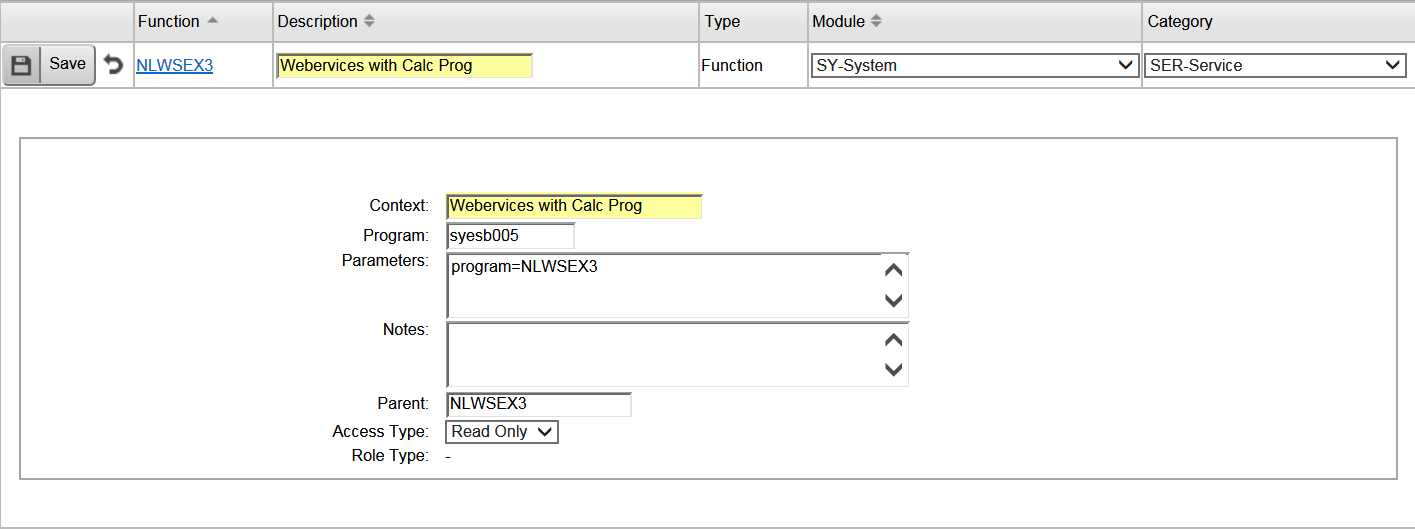 Function Description Type Module Category
Save NLWSEX3 Webervices with Calc Prog Function SY-System SER-Service
Context: Webervices with Calc Prog
Program: syesb005
Parameters: program=NLWSEX3
Notes:
Parent: NLWSEX3
Access Type: Read Only
Role Type: -